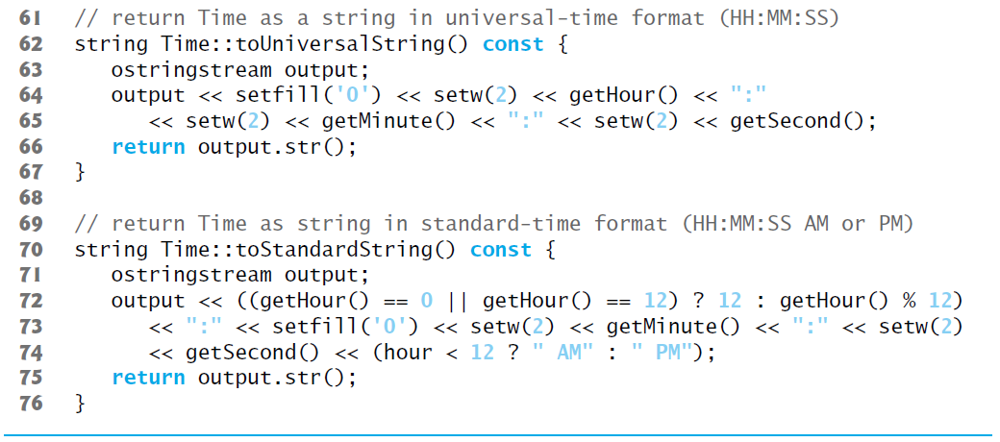 61 // return Time as a string in universal-time format (HH:MM:SS)
62 string Time::toUniversalString() const {
63    ostringstream output;
64    output << setfill('0') << setw(2) << getHour() << ":"
65       << setw(2) << getMinute() << ":" << setw(2) << getSecond();
66    return output.str();
67 }
68
69 // return Time as string in standard-time format (HH:MM:SS AM or PM)
70 string Time::toStandardString() const {
71    ostringstream output;
72    output << ((getHour() == 0 || getHour() == 12) ? 12 : getHour() % 12)
73       << ":" << setfill('0') << setw(2) << getMinute() << ":" << setw(2)
74       << getSecond() << (hour < 12 ? " AM" : " PM");
75    return output.str();
76 }